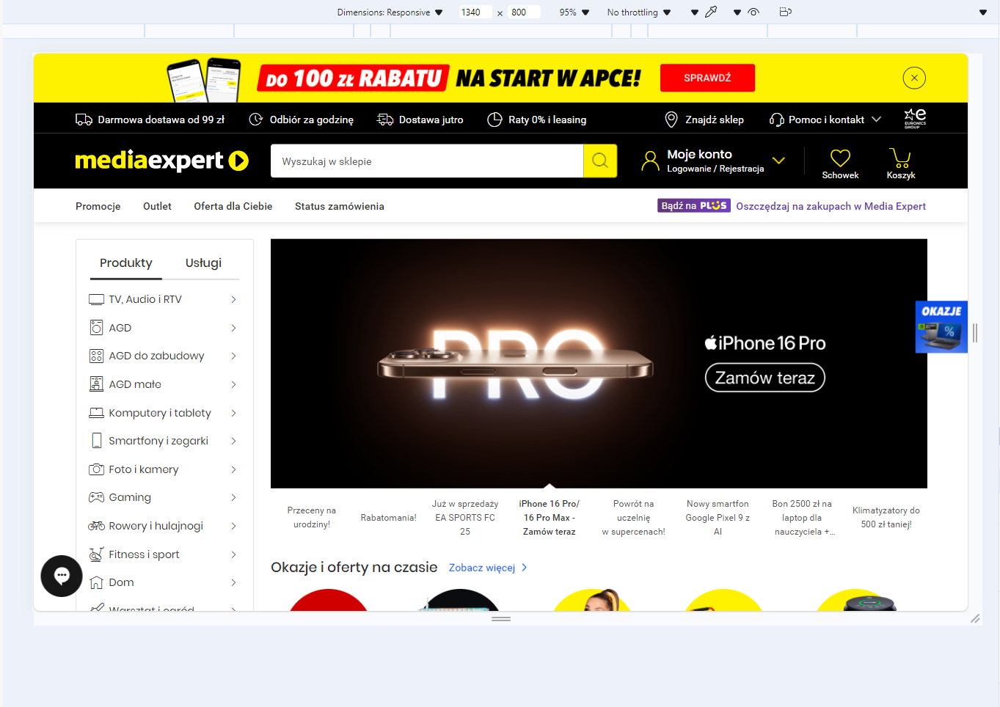 Dimensions: Responsive 1340 x 800 95% No throttling
DO 100 ZŁ RABATU NA START W APCE! SPRAWDŹ
Darmowa dostawa od 99 zł Odbiór za godzinę Dostawa jutro Raty 0% i leasing Znajdź sklep Pomoc i kontakt
e
EURONICS
GROUP
mediaexpert
Wyszukaj w sklepie
Moje konto
Logowanie / Rejestracja
Schowek
Koszyk
Promocje Outlet Oferta dla Ciebie Status zamówienia Bądź na PLUS Oszczędzaj na zakupach w Media Expert
Produkty Usługi
TV, Audio i RTV
AGD
AGD do zabudowy
AGD małe
Komputery i tablety
Smartfony i zegarki
Foto i kamery
Gaming
Rowery i hulajnogi
Fitness i sport
Dom
Warsztat i ogród
PRO
iPhone 16 Pro
Zamów teraz
OKAZJE
%
Przeceny na
urodziny!
Rabatomania!
Już w sprzedaży
EA SPORTS FC
25
iPhone 16 Pro/
16 Pro Max -
Zamów teraz
Powrót na
uczelnię
w supercenach!
Nowy smartfon
Google Pixel 9 z
AI
Bon 2500 zł na
laptop dla
nauczyciela +...
Klimatyzatory do
500 zł taniej!
Okazje i oferty na czasie Zobacz więcej